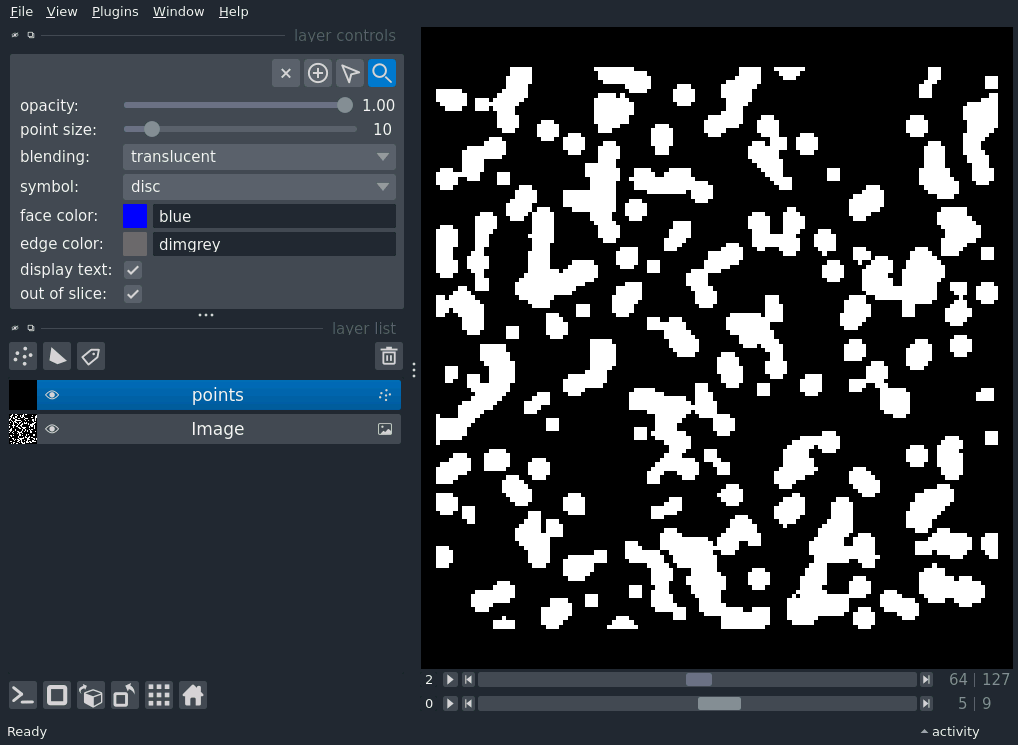 File View Plugins Window Help
layer controls
opacity: 1.00
point size: 10
blending: translucent
symbol: disc
face color: blue
edge color: dimgrey
display text:
out of slice:
layer list
points
Image
2 64 | 127
0 5 | 9
Ready activity